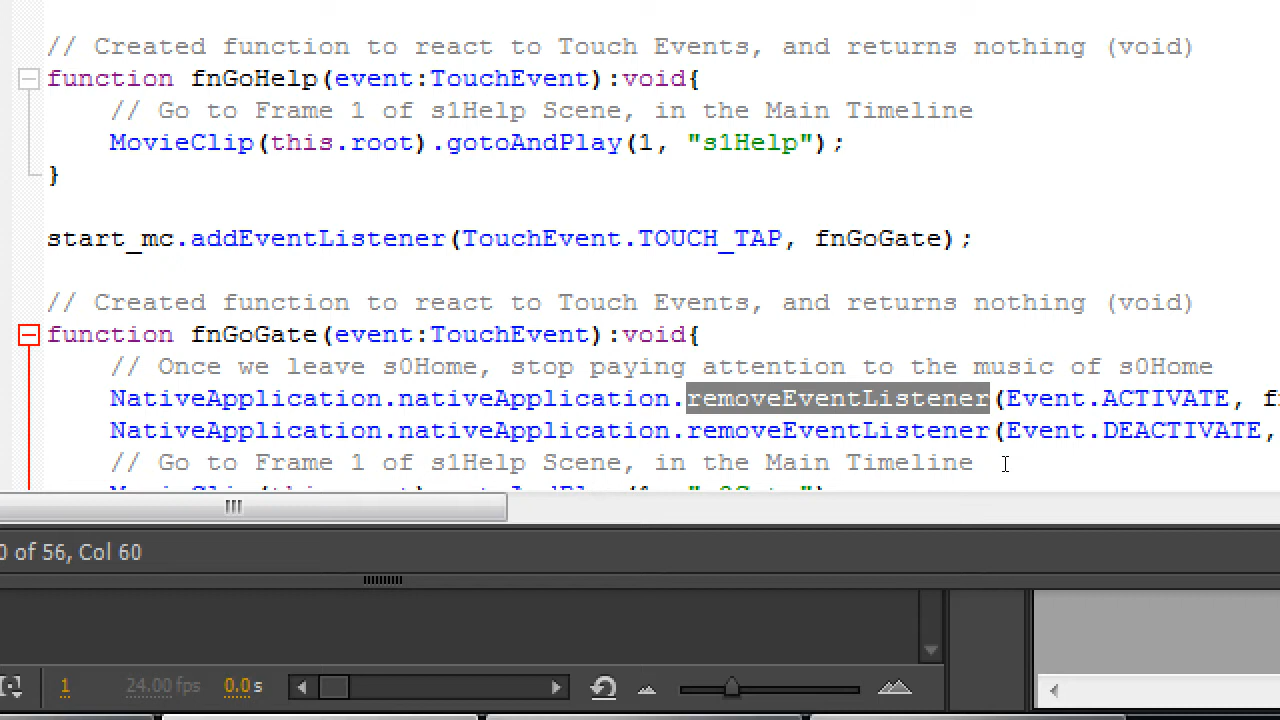 // Created function to react to Touch Events, and returns nothing (void)
function fnGoHelp(event:TouchEvent):void{
// Go to Frame 1 of s1Help Scene, in the Main Timeline
MovieClip(this.root).gotoAndPlay(1, "s1Help");
}
start_mc.addEventListener(TouchEvent.TOUCH_TAP, fnGoGate);
// Created function to react to Touch Events, and returns nothing (void)
function fnGoGate(event:TouchEvent):void{
// Once we leave s0Home, stop paying attention to the music of s0Home
NativeApplication.nativeApplication.removeEventListener(Event.ACTIVATE, f
NativeApplication.nativeApplication.removeEventListener(Event.DEACTIVATE,
// Go to Frame 1 of s1Help Scene, in the Main Timeline
0 of 56, Col 60
1 24.00 fps 0.0 s